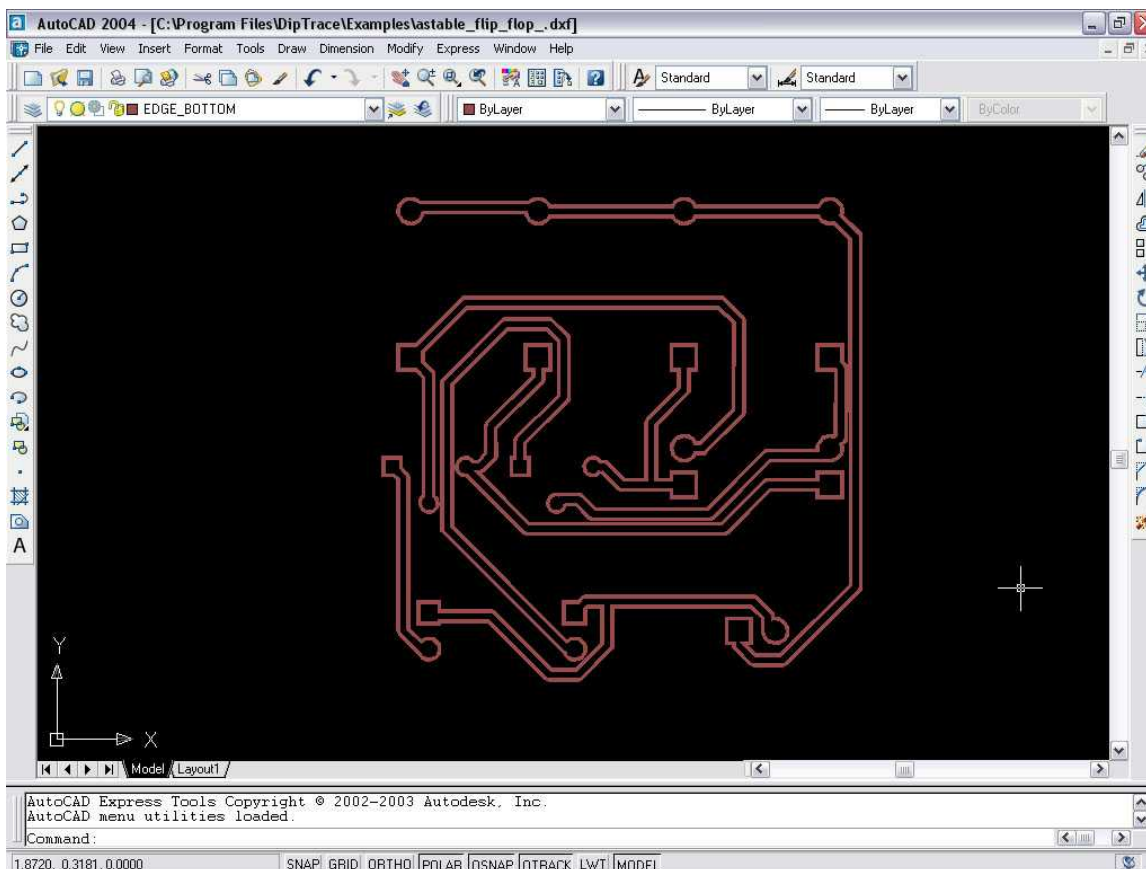 AutoCAD 2004 - [C:\Program Files\DipTrace\Examples\astable_flip_flop_.dxf]
File Edit View Insert Format Tools Draw Dimension Modify Express Window Help
Standard Standard
EDGE_BOTTOM ByLayer ByLayer ByLayer ByColor
A
Y
X
Model Layout1
AutoCAD Express Tools Copyright © 2002-2003 Autodesk, Inc.
AutoCAD menu utilities loaded.
Command:
1.8720, 0.3181, 0.0000 SNAP GRID ORTHO POLAR OSNAP OTRACK LWT MODEL